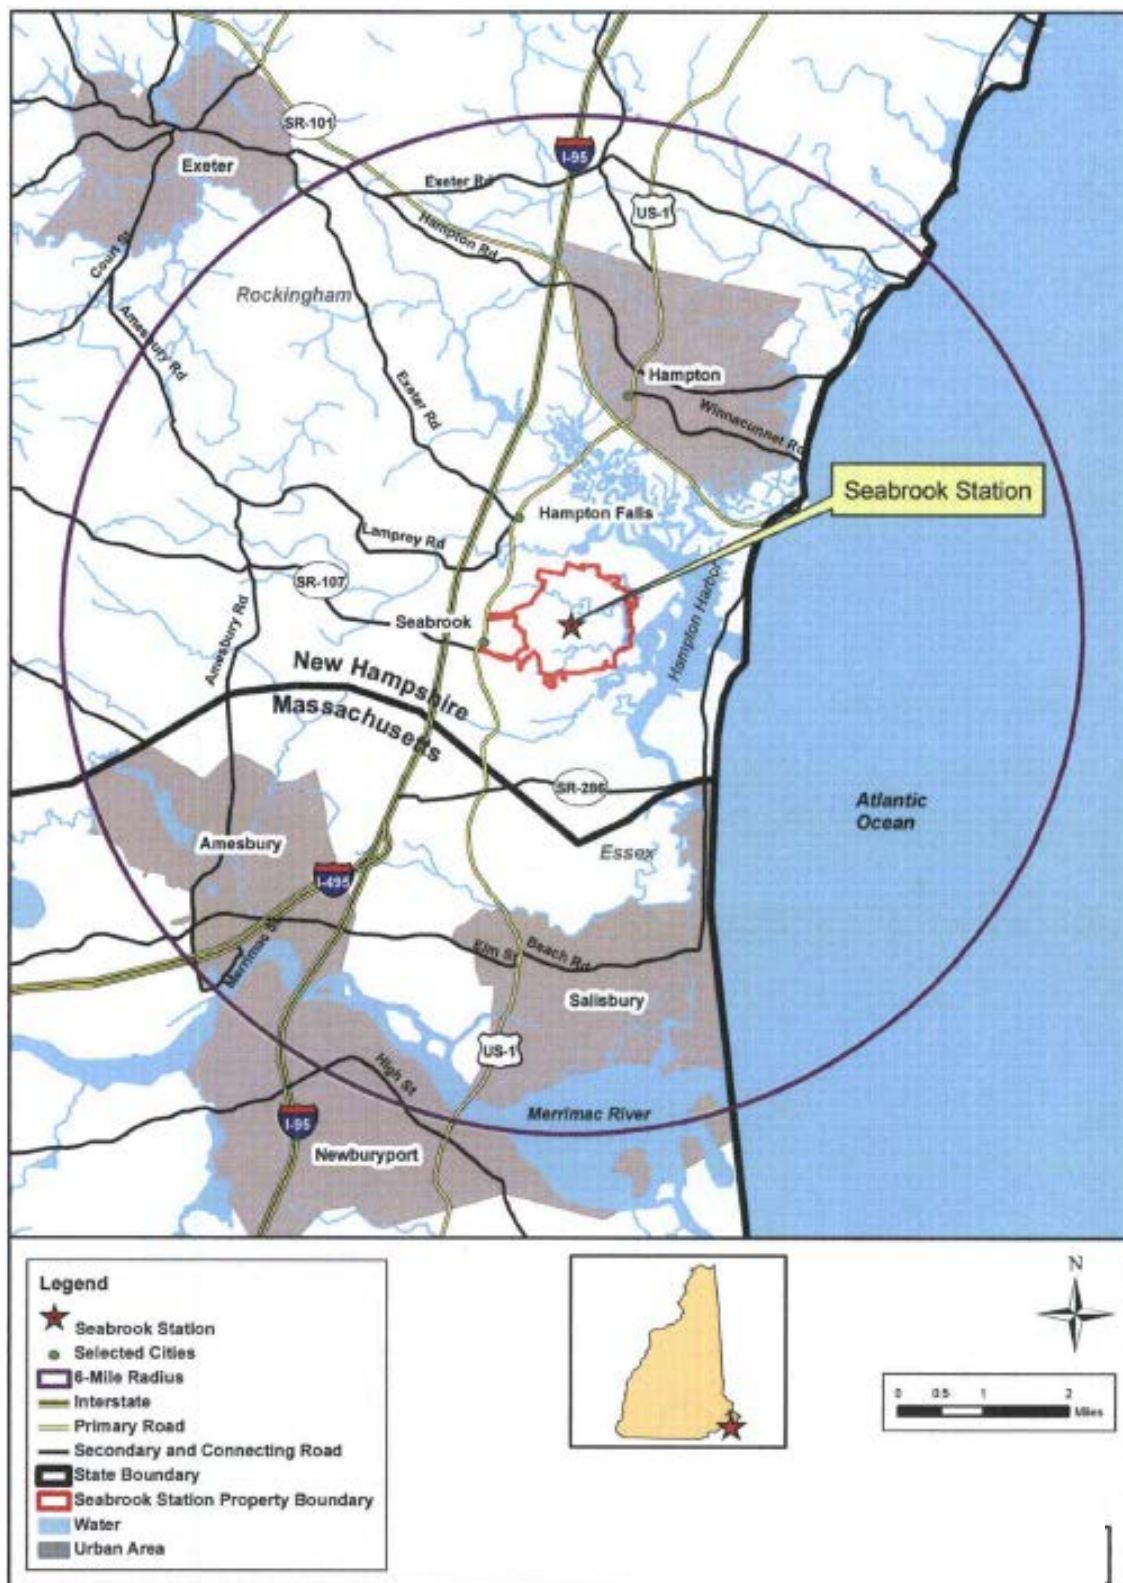 SR-101
I-95
Exeter
Exeter Rd
US-1
Hampton Rd
Court St
Rockingham
Amesbury Rd
Hampton
Exeter Rd
Winnacunnet Rd
Seabrook Station
Hampton Falls
Lamprey Rd
SR-107
Hampton Harbor
Seabrook
Amesbury Rd
New Hampshire
Massachusetts
SR-286
Atlantic
Ocean
Amesbury
Essex
I-495
Merrimac St
Elm St
Beach Rd
Salisbury
US-1
High St
I-95
Merrimac River
Newburyport
Legend
Seabrook Station
Selected Cities
6-Mile Radius
Interstate
Primary Road
Secondary and Connecting Road
State Boundary
Seabrook Station Property Boundary
Water
Urban Area
N
0 0.5 1 2
Miles